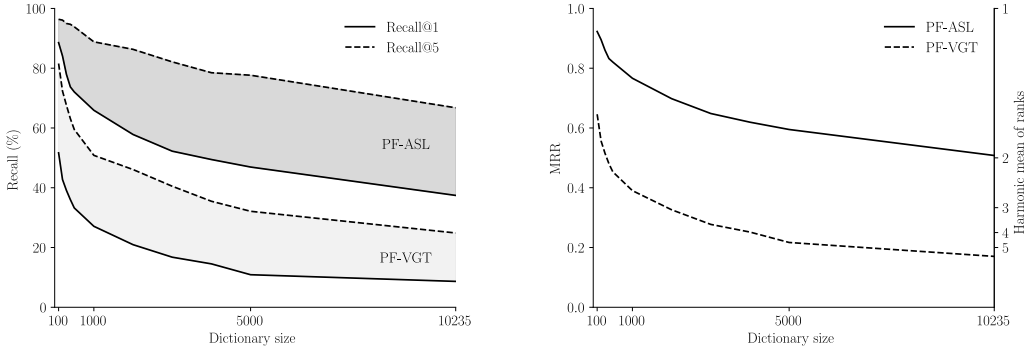 100
80
60
40
20
0
Recall (%)
Recall@1
Recall@5
PF-ASL
PF-VGT
100
1000
5000
10235
Dictionary size
1.0
0.8
0.6
0.4
0.2
0.0
MRR
PF-ASL
PF-VGT
1
2
3
4
5
Harmonic mean of ranks
100
1000
5000
10235
Dictionary size